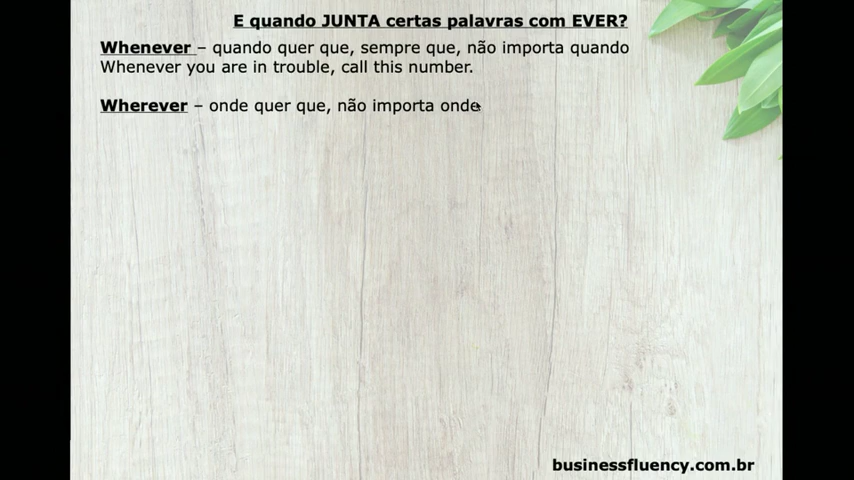 E quando JUNTA certas palavras com EVER?
Whenever – quando quer que, sempre que, não importa quando
Whenever you are in trouble, call this number.
Wherever – onde quer que, não importa onde
businessfluency.com.br